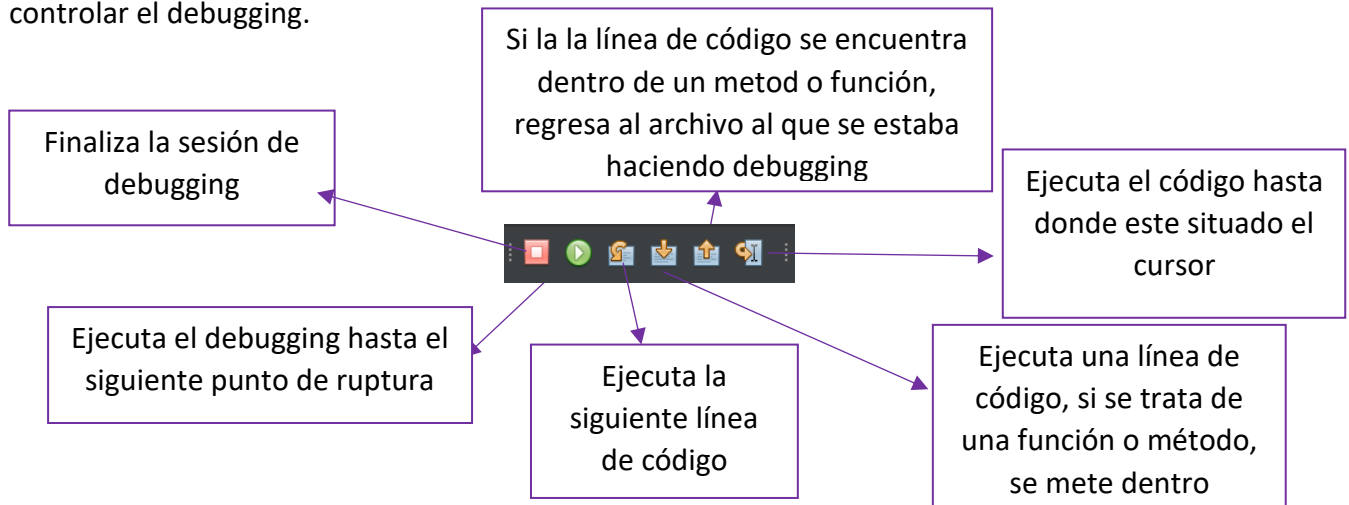 controlar el debugging.
Si la la línea de código se encuentra
dentro de un metod o función,
regresa al archivo al que se estaba
haciendo debugging
Finaliza la sesión de
debugging
Ejecuta el código hasta
donde este situado el
cursor
Ejecuta el debugging hasta el
siguiente punto de ruptura
Ejecuta la
siguiente línea
de código
Ejecuta una línea de
código, si se trata de
una función o método,
se mete dentro